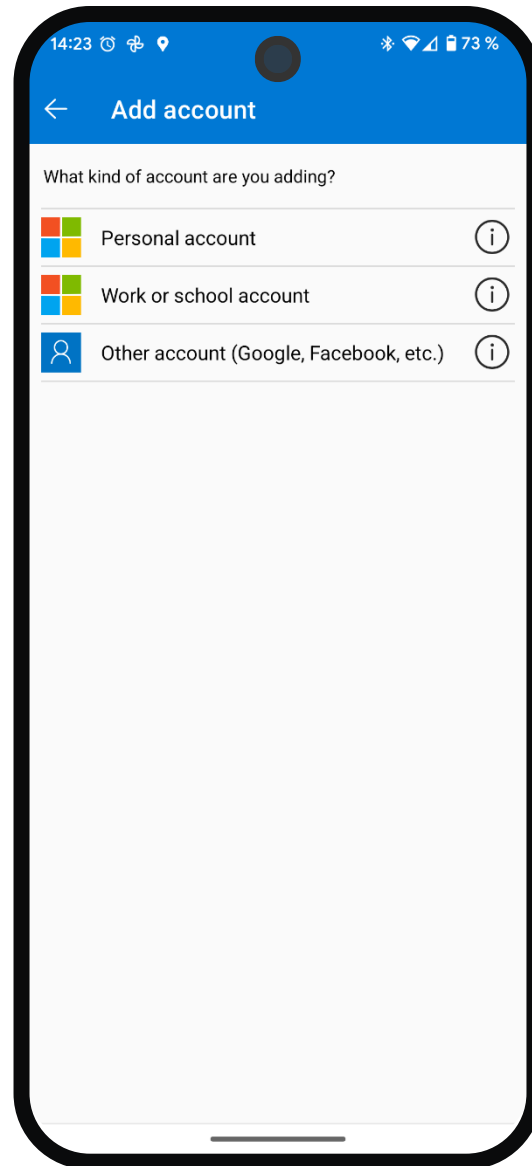 14:23 73 %
Add account
What kind of account are you adding?
Personal account
Work or school account
Other account (Google, Facebook, etc.)